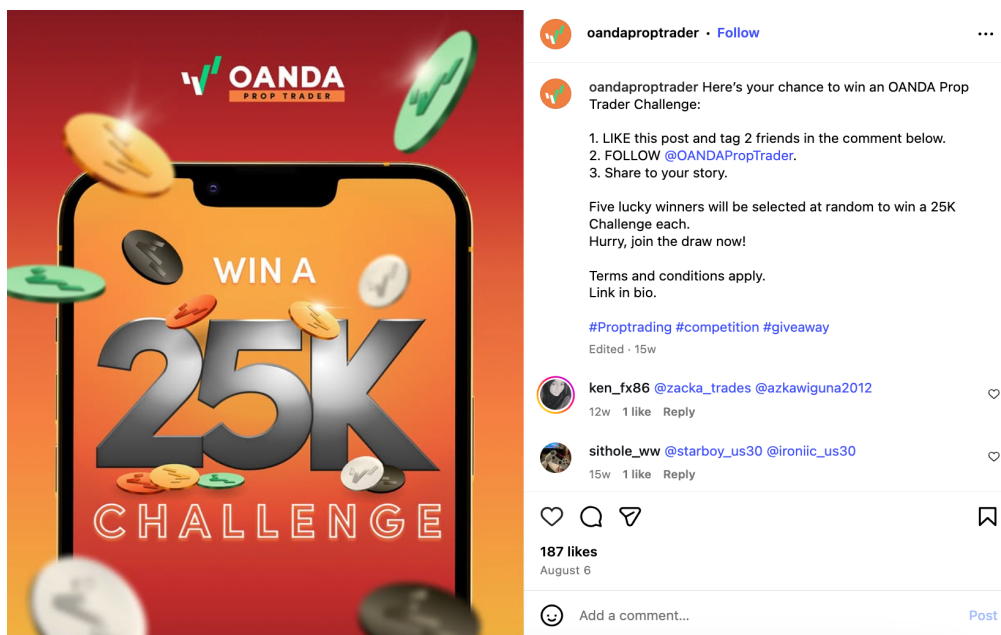 OANDA
PROP TRADER
WIN A
25K
CHALLENGE
oandaproptrader • Follow
oandaproptrader Here's your chance to win an OANDA Prop
Trader Challenge:
1. LIKE this post and tag 2 friends in the comment below.
2. FOLLOW @OANDAPropTrader.
3. Share to your story.
Five lucky winners will be selected at random to win a 25K
Challenge each.
Hurry, join the draw now!
Terms and conditions apply.
Link in bio.
#Proptrading #competition #giveaway
Edited · 15w
ken_fx86 @zacka_trades @azkawiguna2012
12w 1 like Reply
sithole_ww @starboy_us30 @ironiic_us30
15w 1 like Reply
187 likes
August 6
Add a comment...
Post